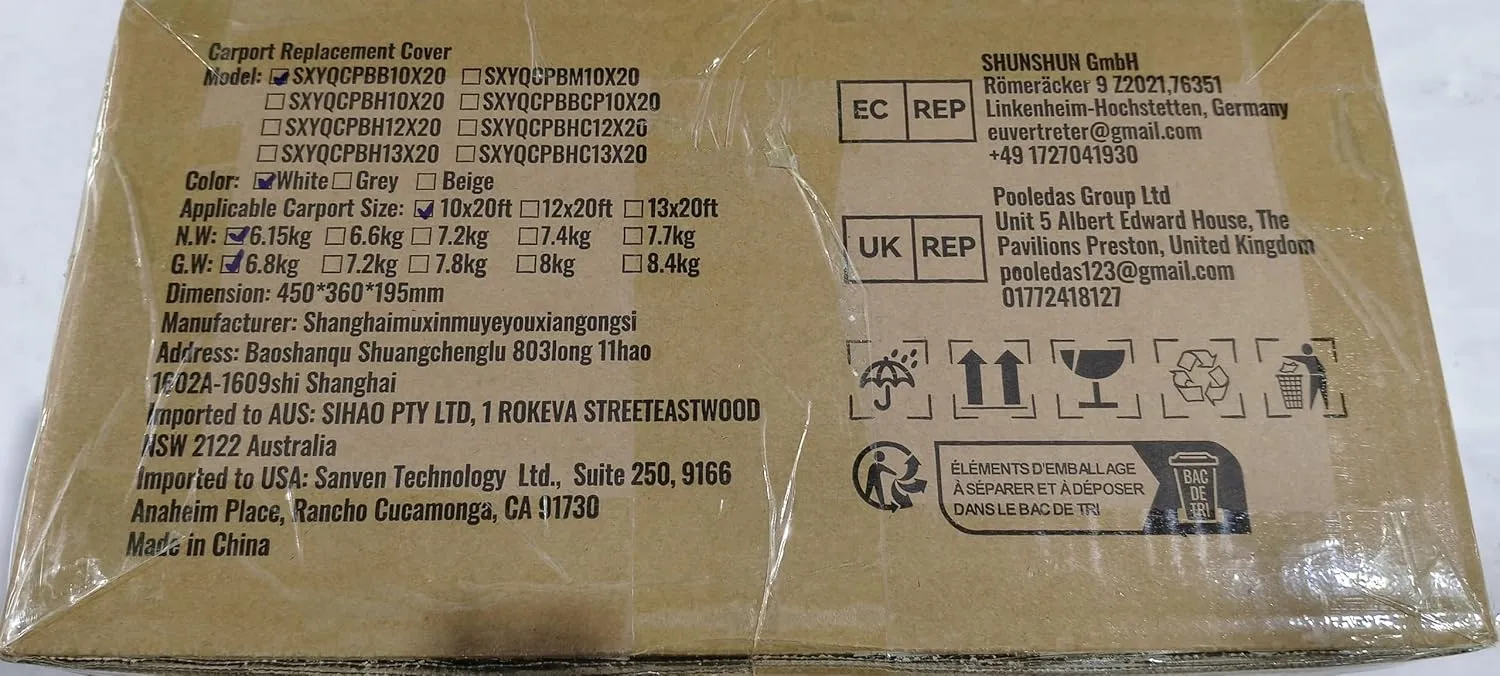 Carport Replacement Cover
Model: ☑SXYQCPBB10X20 ☐SXYQCPBM10X20
☐SXYQCPBH10X20 ☐SXYQCPBBCP10X20
☐SXYQCPBH12X20 ☐SXYQCPBHC12X20
☐SXYQCPBH13X20 ☐SXYQCPBHC13X20
Color: ☑White ☐Grey ☐Beige
Applicable Carport Size: ☑10x20ft ☐12x20ft ☐13x20ft
N.W: ☑6.15kg ☐6.6kg ☐7.2kg ☐7.4kg ☐7.7kg
G.W: ☑6.8kg ☐7.2kg ☐7.8kg ☐8kg ☐8.4kg
Dimension: 450*360*195mm
Manufacturer: Shanghaimuxinmuyeyouxiangongsi
Address: Baoshanqu Shuangchenglu 803long 11hao
1602A-1609shi Shanghai
Imported to AUS: SIHAO PTY LTD, 1 ROKEVA STREETEASTWOOD
NSW 2122 Australia
Imported to USA: Sanven Technology Ltd., Suite 250, 9166
Anaheim Place, Rancho Cucamonga, CA 91730
Made in China
EC REP
SHUNSHUN GmbH
Römeräcker 9 Z2021,76351
Linkenheim-Hochstetten, Germany
euvertreter@gmail.com
+49 1727041930
UK REP
Pooledas Group Ltd
Unit 5 Albert Edward House, The
Pavilions Preston, United Kingdom
pooledas123@gmail.com
01772418127
ÉLÉMENTS D'EMBALLAGE
À SÉPARER ET À DÉPOSER
DANS LE BAC DE TRI
BAC
DE
TRI